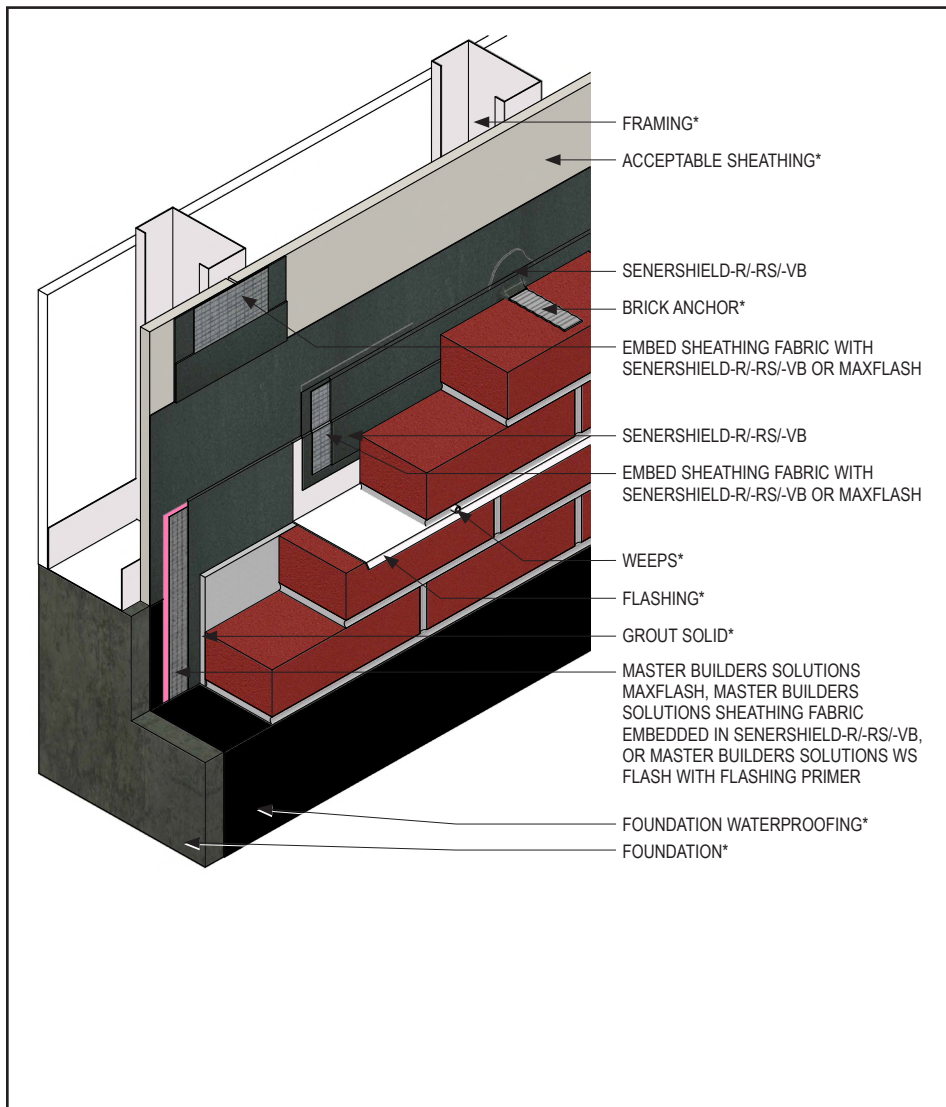 FRAMING*
ACCEPTABLE SHEATHING*
SENERSHIELD-R/-RS/-VB
BRICK ANCHOR*
EMBED SHEATHING FABRIC WITH
SENERSHIELD-R/-RS/-VB OR MAXFLASH
SENERSHIELD-R/-RS/-VB
EMBED SHEATHING FABRIC WITH
SENERSHIELD-R/-RS/-VB OR MAXFLASH
WEEPS*
FLASHING*
GROUT SOLID*
MASTER BUILDERS SOLUTIONS
MAXFLASH, MASTER BUILDERS
SOLUTIONS SHEATHING FABRIC
EMBEDDED IN SENERSHIELD-R/-RS/-VB,
OR MASTER BUILDERS SOLUTIONS WS
FLASH WITH FLASHING PRIMER
FOUNDATION WATERPROOFING*
FOUNDATION*